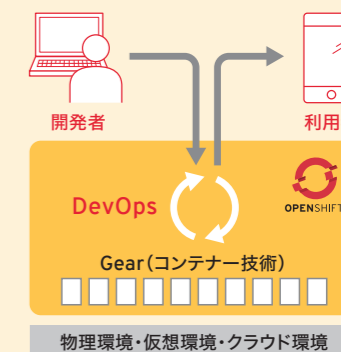 開発者
利用
DevOps
OPENSHIFT
Gear（コンテナー技術）
物理環境・仮想環境・クラウド環境